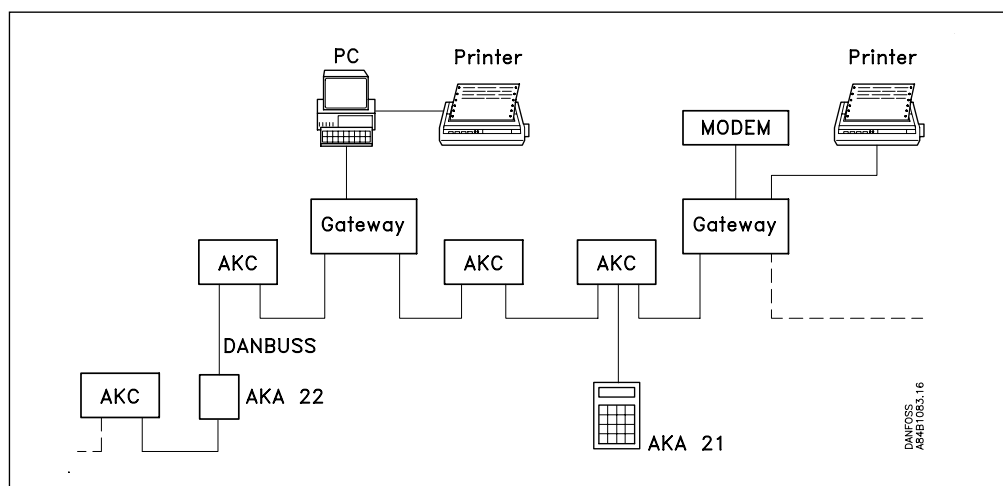 PC
Printer
Printer
MODEM
Gateway
Gateway
AKC
AKC
AKC
DANBUSS
AKC
AKA 22
AKA 21
DANFOSS
A84B1083.16